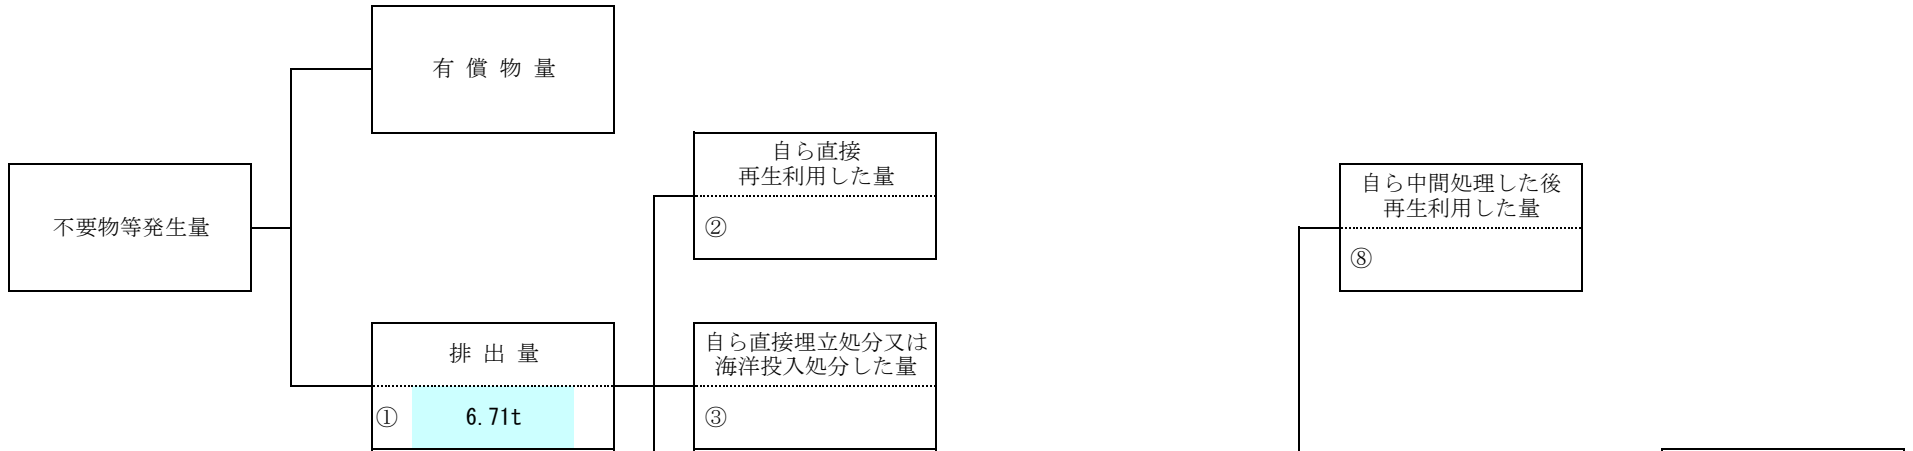 有 償 物 量
自ら直接
再生利用した量
②
自ら中間処理した後
再生利用した量
⑧
不要物等発生量
排 出 量
① 6.71t
自ら直接埋立処分又は
海洋投入処分した量
③